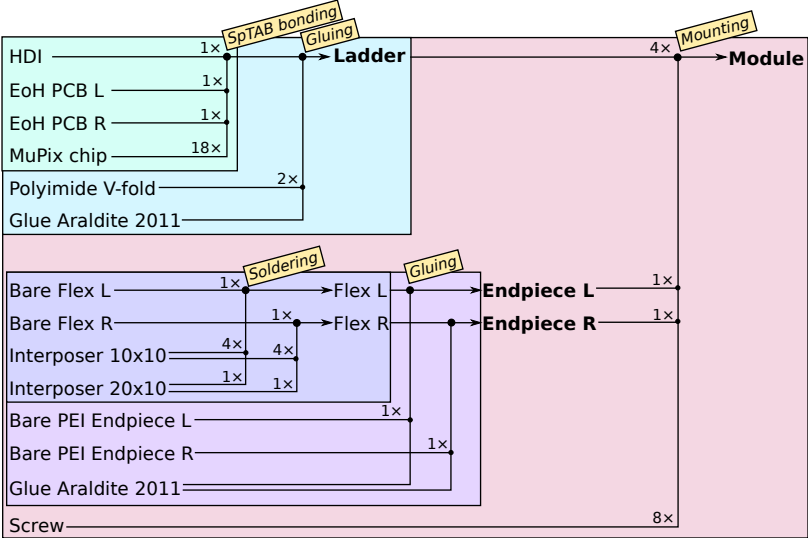 SpTAB bonding
Gluing
Mounting
HDI 1× Ladder 4× Module
EoH PCB L 1×
EoH PCB R 1×
MuPix chip 18×
Polyimide V-fold 2×
Glue Araldite 2011
Soldering
Gluing
Bare Flex L 1× Flex L Endpiece L 1×
Bare Flex R 1× Flex R Endpiece R 1×
Interposer 10x10 4× 4×
Interposer 20x10 1× 1×
Bare PEI Endpiece L 1×
Bare PEI Endpiece R 1×
Glue Araldite 2011
Screw 8×